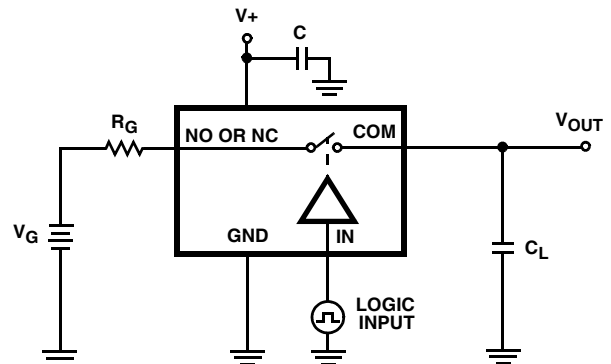 V+
C
RG
NO OR NC
COM
VOUT
VG
GND
IN
CL
LOGIC
INPUT